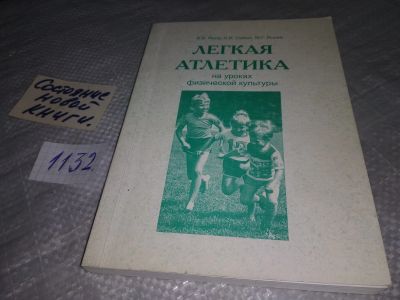 ЛЕГКАЯ
АТЛЕТИКА
на уроках
физической культуры
Состояние
новой
книги.
1132